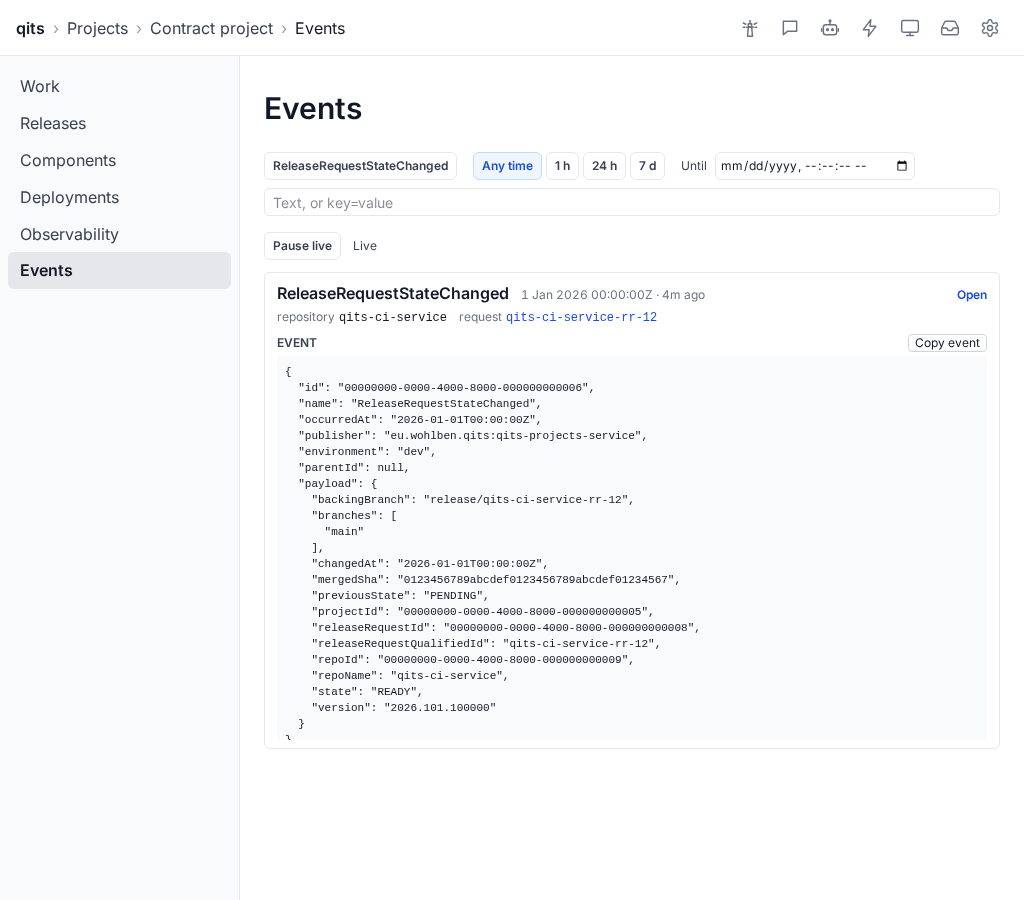 qits › Projects › Contract project › Events
Work
Releases
Components
Deployments
Observability
Events
Events
ReleaseRequestStateChanged Any time 1 h 24 h 7 d Until mm/dd/yyyy, --:--:-- --
Text, or key=value
Pause live Live
ReleaseRequestStateChanged 1 Jan 2026 00:00:00Z · 4m ago Open
repository qits-ci-service request qits-ci-service-rr-12
EVENT Copy event
{
  "id": "00000000-0000-4000-8000-000000000006",
  "name": "ReleaseRequestStateChanged",
  "occurredAt": "2026-01-01T00:00:00Z",
  "publisher": "eu.wohlben.qits:qits-projects-service",
  "environment": "dev",
  "parentId": null,
  "payload": {
    "backingBranch": "release/qits-ci-service-rr-12",
    "branches": [
      "main"
    ],
    "changedAt": "2026-01-01T00:00:00Z",
    "mergedSha": "0123456789abcdef0123456789abcdef01234567",
    "previousState": "PENDING",
    "projectId": "00000000-0000-4000-8000-000000000005",
    "releaseRequestId": "00000000-0000-4000-8000-000000000008",
    "releaseRequestQualifiedId": "qits-ci-service-rr-12",
    "repoId": "00000000-0000-4000-8000-000000000009",
    "repoName": "qits-ci-service",
    "state": "READY",
    "version": "2026.101.100000"
  }
}